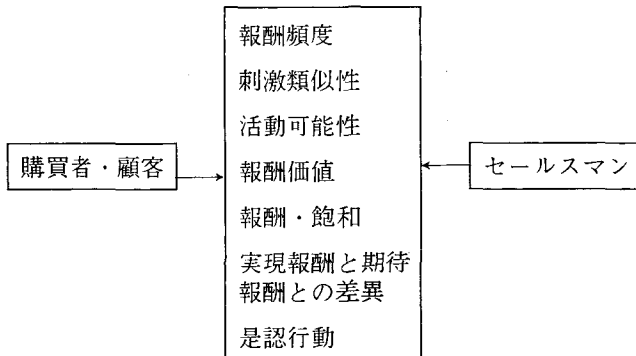 報酬頻度
刺激類似性
活動可能性
購買者・顧客
報酬価値
セールスマン
報酬・飽和
実現報酬と期待
報酬との差異
是認行動